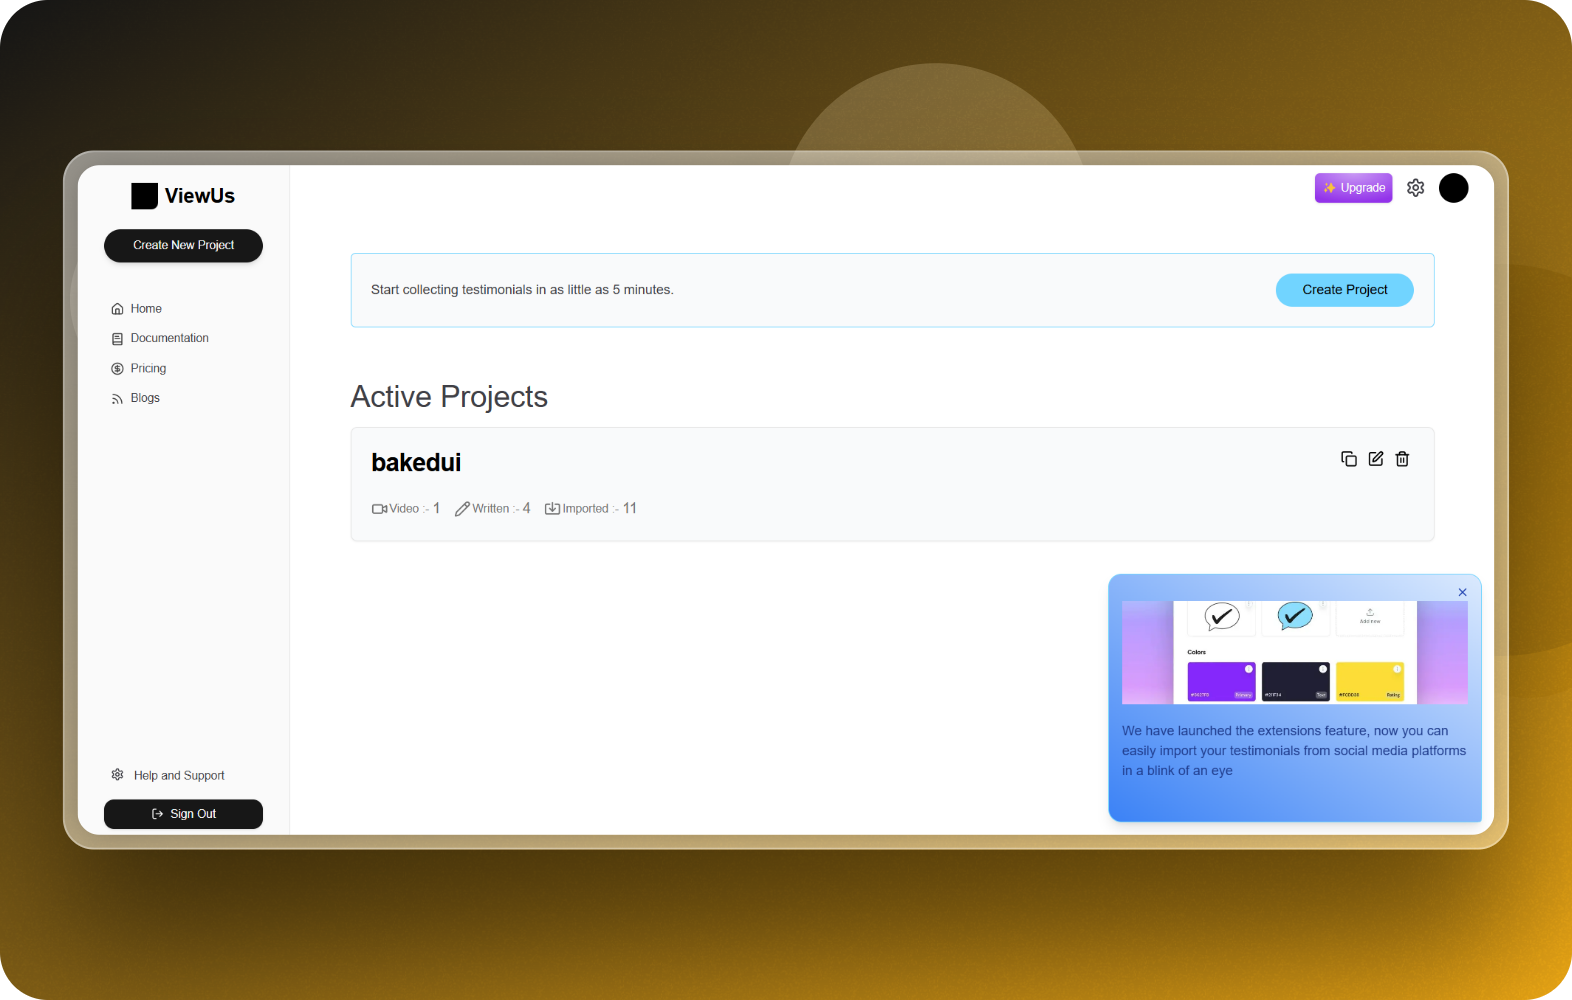 ViewUs
Create New Project
Home
Documentation
Pricing
Blogs
Help and Support
Sign Out
✨ Upgrade
Start collecting testimonials in as little as 5 minutes.
Create Project
Active Projects
bakedui
Video :- 1 Written :- 4 Imported :- 11
Add new
Colors
Primary
Text
Rating
We have launched the extensions feature, now you can
easily import your testimonials from social media platforms
in a blink of an eye